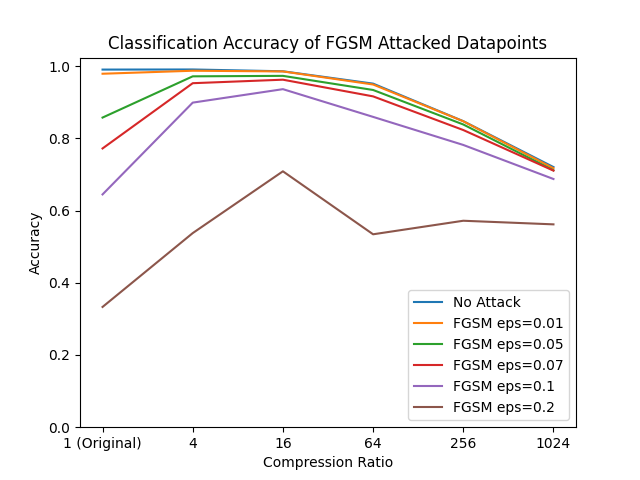 Classification Accuracy of FGSM Attacked Datapoints
Accuracy
1.0
0.8
0.6
0.4
0.2
0.0
No Attack
FGSM eps=0.01
FGSM eps=0.05
FGSM eps=0.07
FGSM eps=0.1
FGSM eps=0.2
1 (Original) 4 16 64 256 1024
Compression Ratio